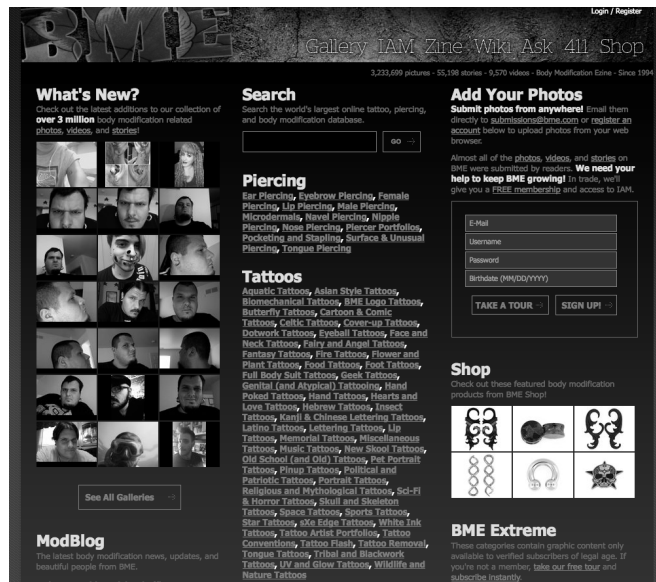 BME
Login / Register
Gallery IAM Zine Wiki Ask 411 Shop
3,233,699 pictures - 55,198 stories - 9,570 videos - Body Modification Ezine - Since 1994
What's New?
Check out the latest additions to our collection of
over 3 million body modification related
photos, videos, and stories!
See All Galleries
ModBlog
The latest body modification news, updates, and
beautiful people from BME.
Search
Search the world's largest online tattoo, piercing,
and body modification database.
GO
Piercing
Ear Piercing, Eyebrow Piercing, Female
Piercing, Lip Piercing, Male Piercing,
Microdermals, Navel Piercing, Nipple
Piercing, Nose Piercing, Piercer Portfolios,
Pocketing and Stapling, Surface & Unusual
Piercing, Tongue Piercing
Tattoos
Aquatic Tattoos, Asian Style Tattoos,
Biomechanical Tattoos, BME Logo Tattoos,
Butterfly Tattoos, Cartoon & Comic
Tattoos, Celtic Tattoos, Cover-up Tattoos,
Dotwork Tattoos, Eyeball Tattoos, Face and
Neck Tattoos, Fairy and Angel Tattoos,
Fantasy Tattoos, Fire Tattoos, Flower and
Plant Tattoos, Food Tattoos, Foot Tattoos,
Full Body Suit Tattoos, Geek Tattoos,
Genital (and Atypical) Tattooing, Hand
Poked Tattoos, Hand Tattoos, Hearts and
Love Tattoos, Hebrew Tattoos, Insect
Tattoos, Kanji & Chinese Lettering Tattoos,
Latino Tattoos, Lettering Tattoos, Lip
Tattoos, Memorial Tattoos, Miscellaneous
Tattoos, Music Tattoos, New Skool Tattoos,
Old School (and Old) Tattoos, Pet Portrait
Tattoos, Pinup Tattoos, Political and
Patriotic Tattoos, Portrait Tattoos,
Religious and Mythological Tattoos, Sci-Fi
& Horror Tattoos, Skull and Skeleton
Tattoos, Space Tattoos, Sports Tattoos,
Star Tattoos, sXe Edge Tattoos, White Ink
Tattoos, Tattoo Artist Portfolios, Tattoo
Conventions, Tattoo Flash, Tattoo Removal,
Tongue Tattoos, Tribal and Blackwork
Tattoos, UV and Glow Tattoos, Wildlife and
Nature Tattoos
Add Your Photos
Submit photos from anywhere! Email them
directly to submissions@bme.com or register an
account below to upload photos from your web
browser.
Almost all of the photos, videos, and stories on
BME were submitted by readers. We need your
help to keep BME growing! In trade, we'll
give you a FREE membership and access to IAM.
E-Mail
Username
Password
Birthdate (MM/DD/YYYY)
TAKE A TOUR
SIGN UP!
Shop
Check out these featured body modification
products from BME Shop!
BME Extreme
These categories contain graphic content only
available to verified subscribers of legal age. If
you're not a member, take our free tour and
subscribe instantly.